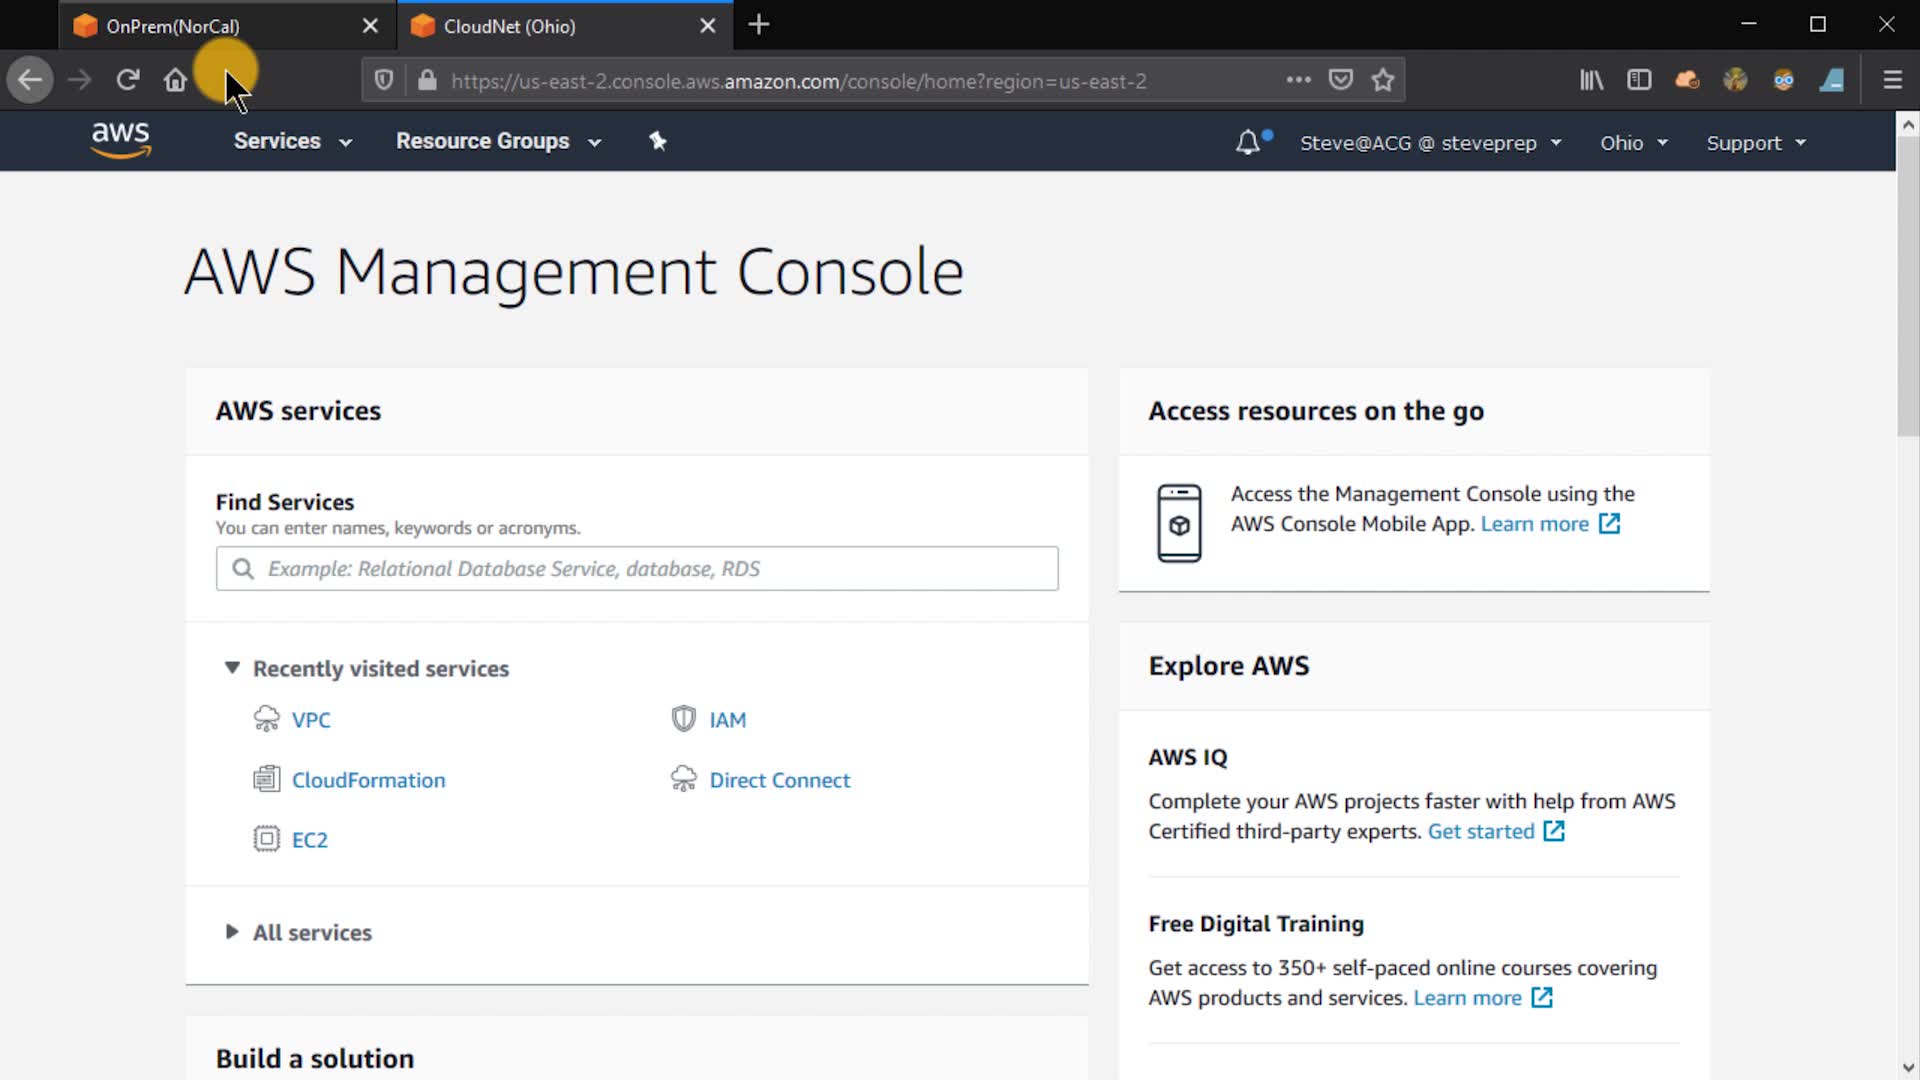 OnPrem(NorCal)
CloudNet (Ohio)
https://us-east-2.console.aws.amazon.com/console/home?region=us-east-2
aws
Services
Resource Groups
Steve@ACG @ steveprep
Ohio
Support
AWS Management Console
AWS services
Find Services
You can enter names, keywords or acronyms.
Example: Relational Database Service, database, RDS
Recently visited services
VPC
IAM
CloudFormation
Direct Connect
EC2
All services
Build a solution
Access resources on the go
Access the Management Console using the
AWS Console Mobile App. Learn more
Explore AWS
AWS IQ
Complete your AWS projects faster with help from AWS
Certified third-party experts. Get started
Free Digital Training
Get access to 350+ self-paced online courses covering
AWS products and services. Learn more